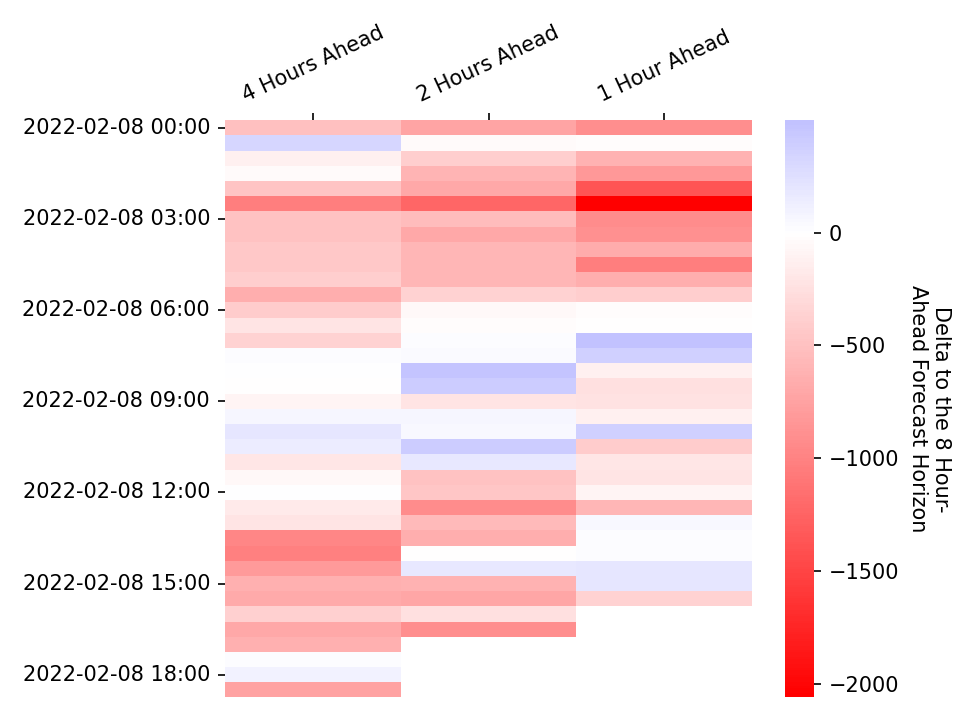 4 Hours Ahead
2 Hours Ahead
1 Hour Ahead
2022-02-08 00:00
2022-02-08 03:00
2022-02-08 06:00
2022-02-08 09:00
2022-02-08 12:00
2022-02-08 15:00
2022-02-08 18:00
0
−500
−1000
−1500
−2000
Delta to the 8 Hour-
Ahead Forecast Horizon